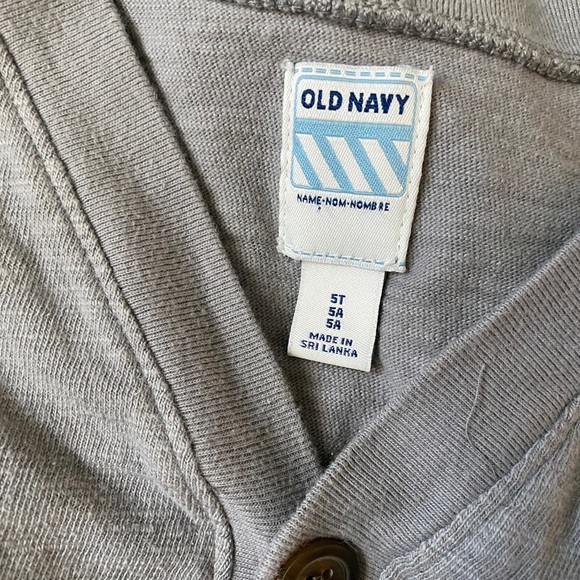 OLD NAVY
NAME•NOM•NOMBRE
5T
5A
5A
MADE IN
SRI LANKA